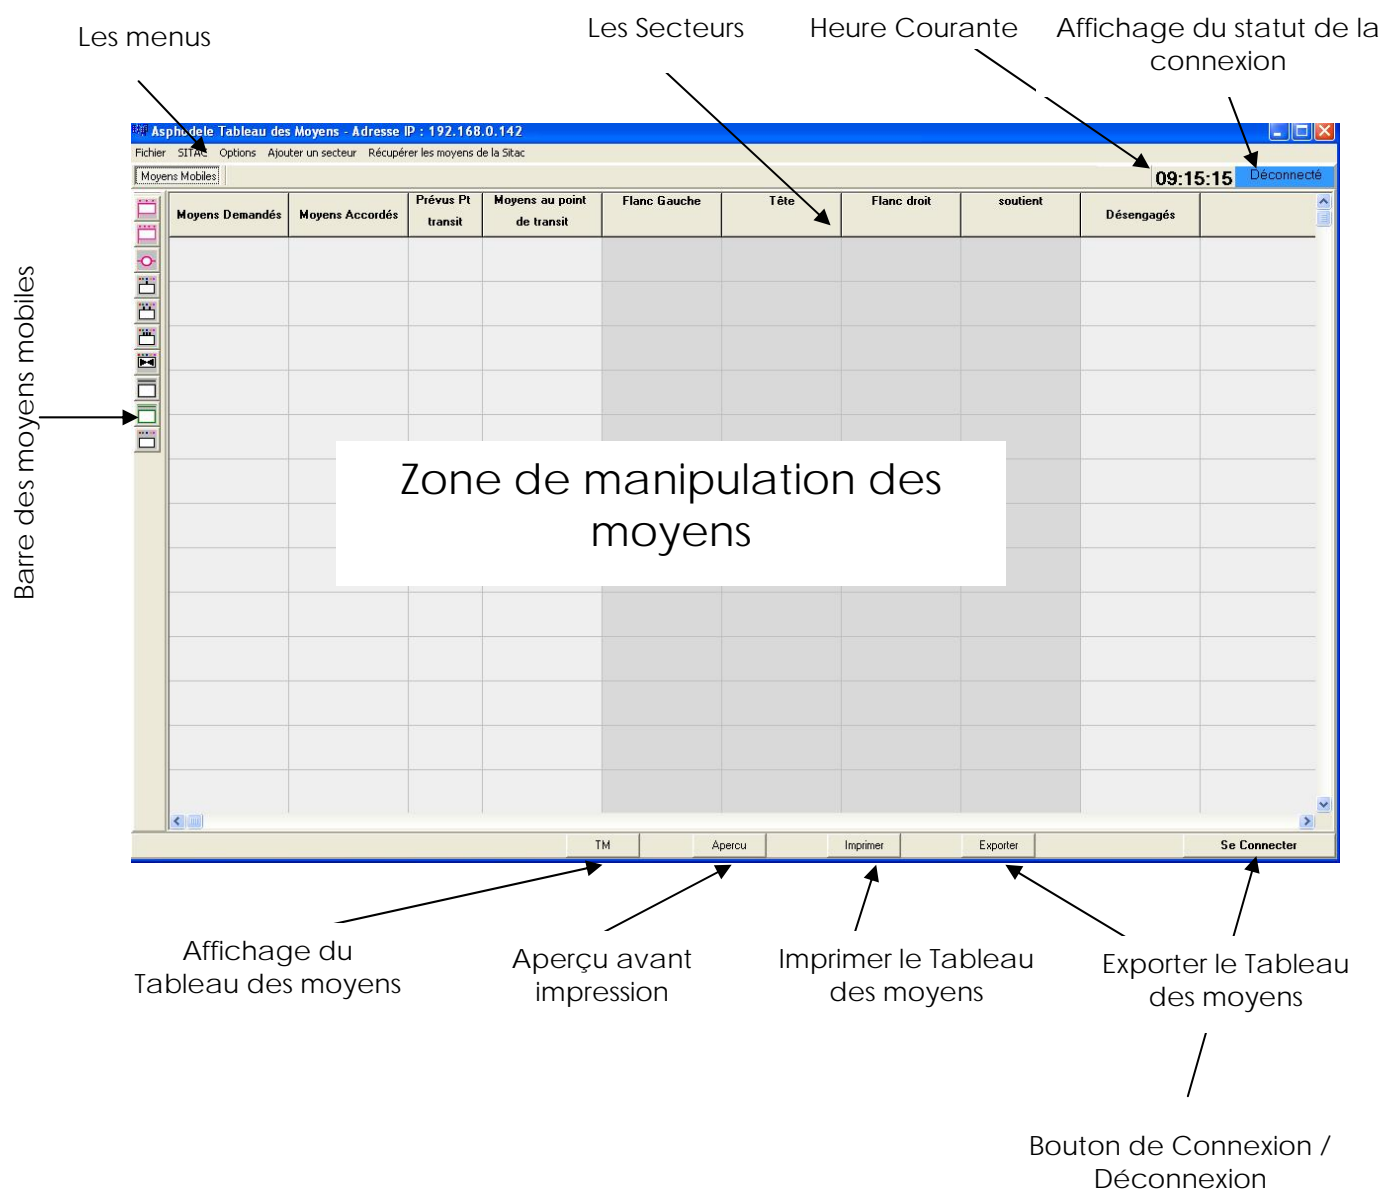 Les menus
Les Secteurs
Heure Courante
Affichage du statut de la
connexion
Asphodele Tableau des Moyens - Adresse IP : 192.168.0.142
Fichier SITAC Options Ajouter un secteur Récupérer les moyens de la Sitac
Moyens Mobiles
09:15:15
Déconnecté
Moyens Demandés
Moyens Accordés
Prévus Pt
transit
Moyens au point
de transit
Flanc Gauche
Tête
Flanc droit
soutient
Désengagés
Barre des moyens mobiles
Zone de manipulation des
moyens
TM
Apercu
Imprimer
Exporter
Se Connecter
Affichage du
Tableau des moyens
Aperçu avant
impression
Imprimer le Tableau
des moyens
Exporter le Tableau
des moyens
Bouton de Connexion /
Déconnexion